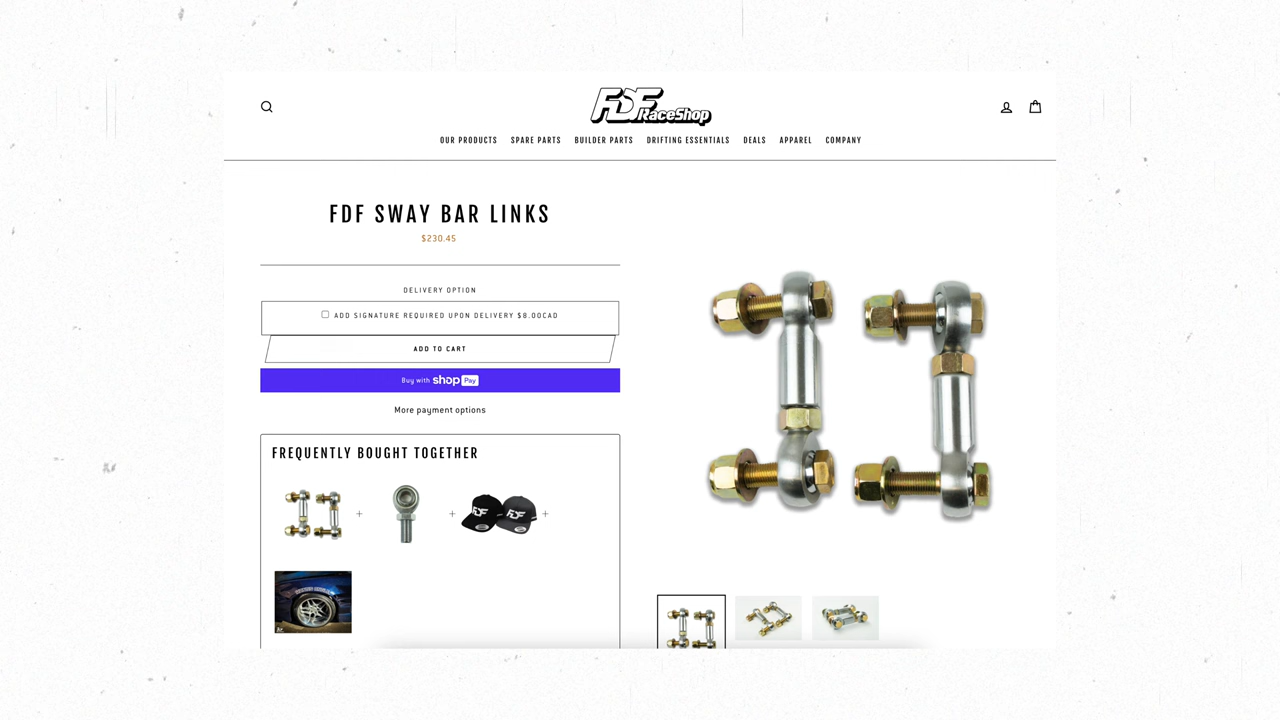 FDF
RaceShop
OUR PRODUCTS SPARE PARTS BUILDER PARTS DRIFTING ESSENTIALS DEALS APPAREL COMPANY
FDF SWAY BAR LINKS
$230.45
DELIVERY OPTION
ADD SIGNATURE REQUIRED UPON DELIVERY $8.00CAD
ADD TO CART
Buy with shop Pay
More payment options
FREQUENTLY BOUGHT TOGETHER
+ + +
FDF FDF